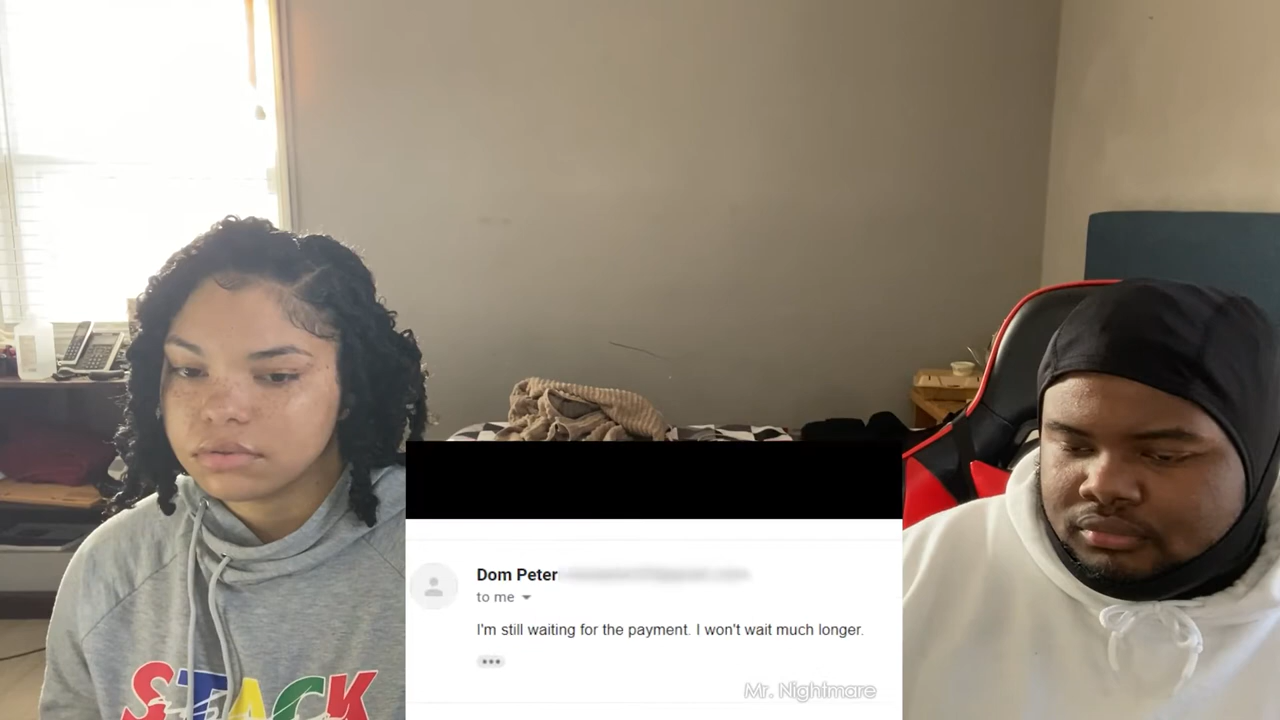 Dom Peter
to me
I'm still waiting for the payment. I won't wait much longer.
Mr. Nightmare
STACK